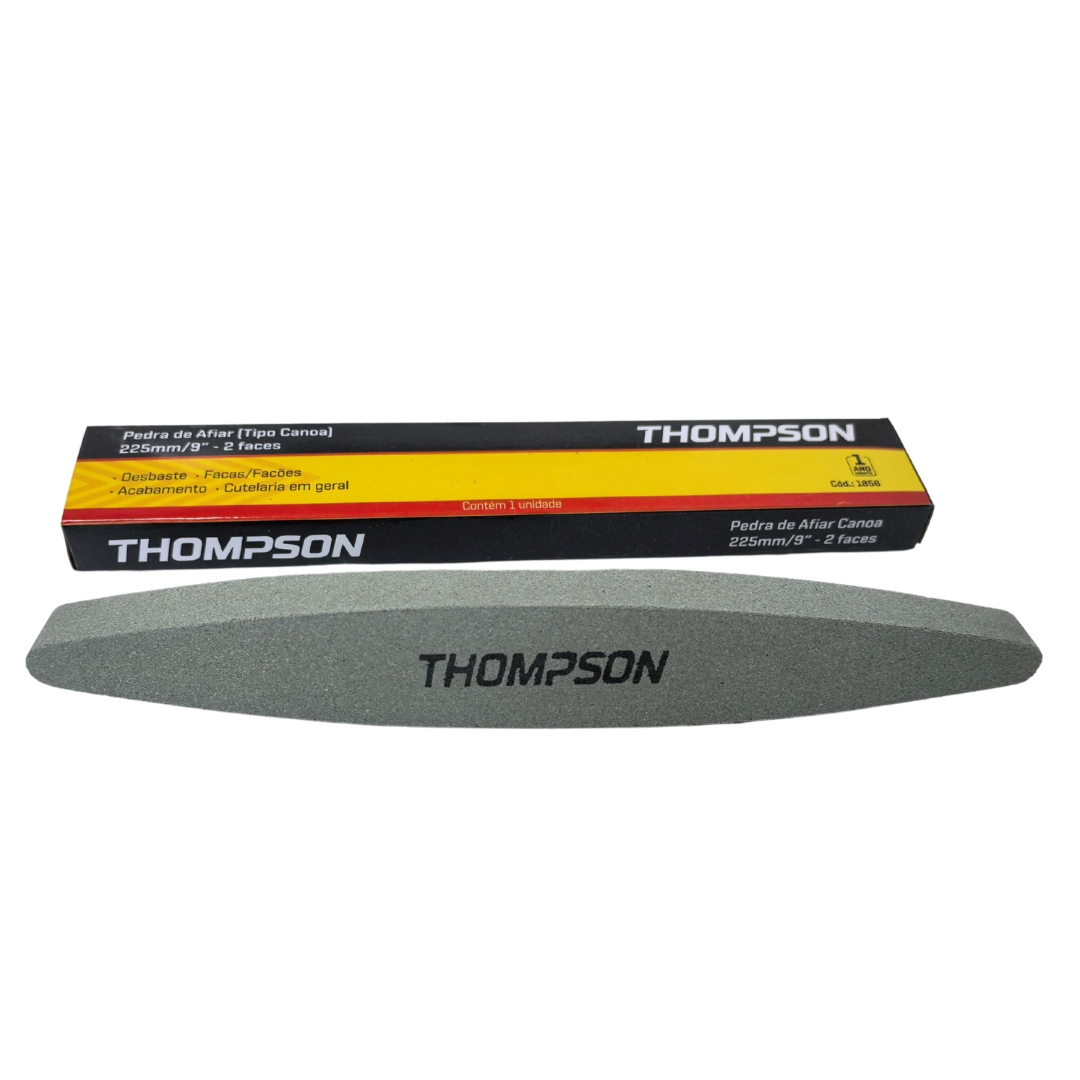 Pedra de Afiar (Tipo Canoa)
225mm/9" - 2 faces
THOMPSON
· Desbaste · Facas/Facões
· Acabamento · Cutelaria em geral
1
ANO
Cód.: 1856
Contém 1 unidade
THOMPSON
Pedra de Afiar Canoa
225mm/9" - 2 faces
THOMPSON